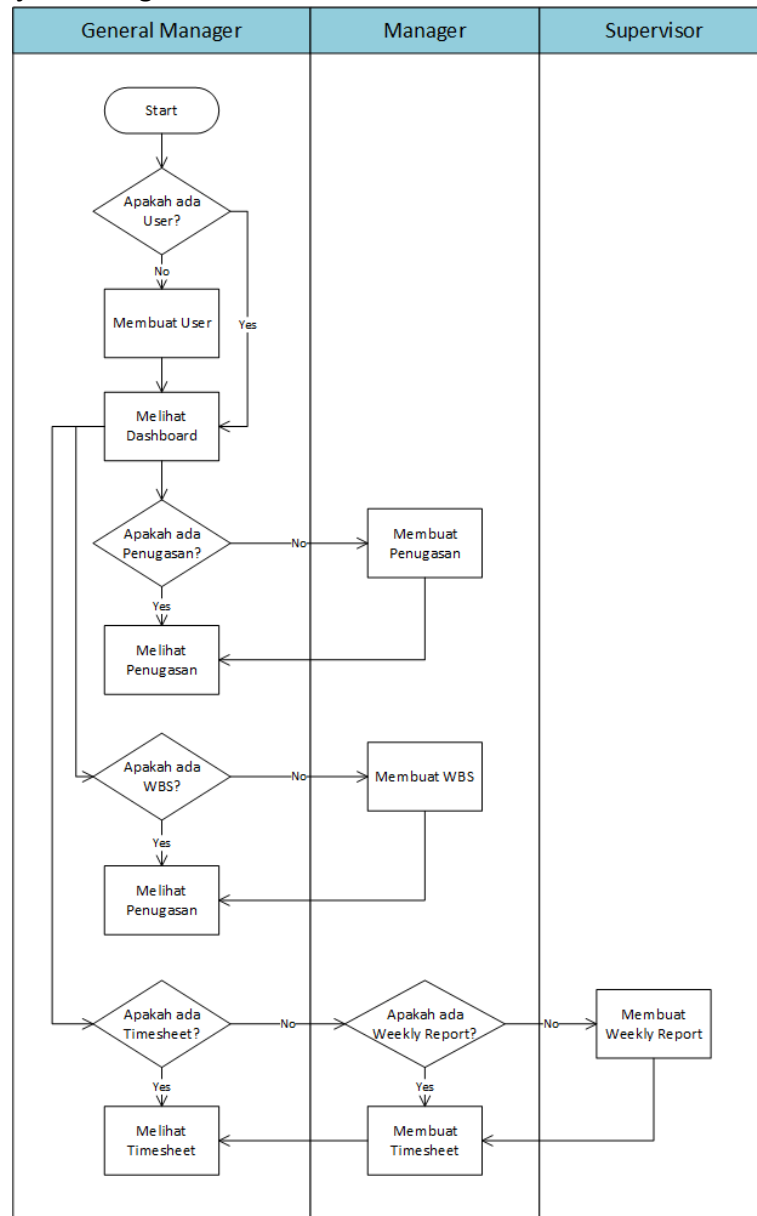 General Manager
Manager
Supervisor
Start
Apakah ada
User?
No
Membuat User
Yes
Melihat
Dashboard
Apakah ada
Penugasan?
No
Membuat
Penugasan
Yes
Melihat
Penugasan
Apakah ada
WBS?
No
Membuat WBS
Yes
Melihat
Penugasan
Apakah ada
Timesheet?
No
Apakah ada
Weekly Report?
No
Membuat
Weekly Report
Yes
Yes
Melihat
Timesheet
Membuat
Timesheet